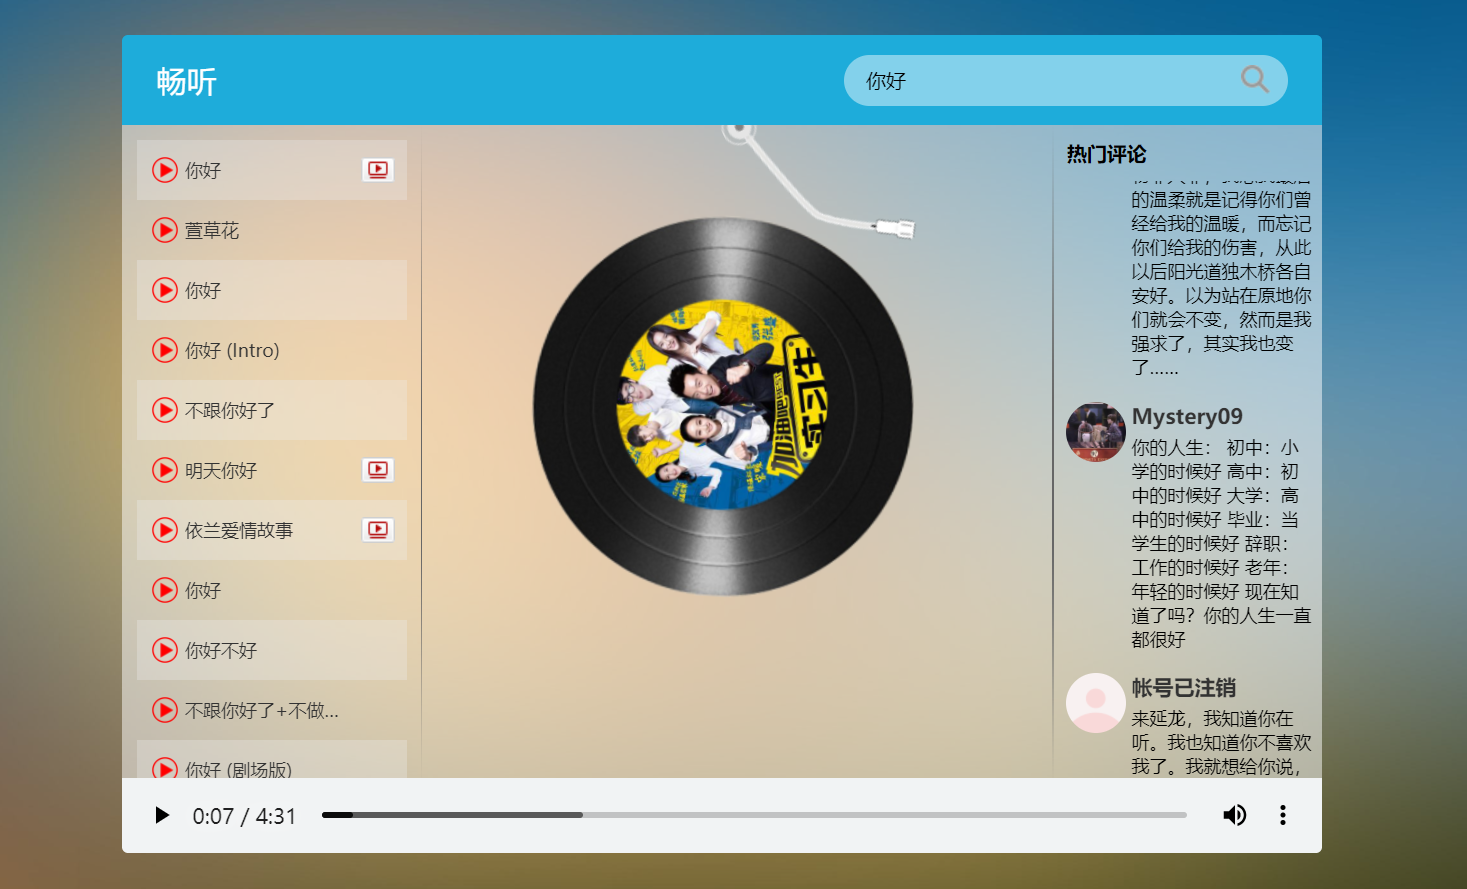 畅听
你好
你好
萱草花
你好
你好 (Intro)
不跟你好了
明天你好
依兰爱情故事
你好
你好不好
不跟你好了+不做...
你好 (剧场版)
加油吧
实习生
热门评论
的温柔就是记得你们曾
经给我的温暖，而忘记
你们给我的伤害，从此
以后阳光道独木桥各自
安好。以为站在原地你
们就会不变，然而是我
强求了，其实我也变
了......
Mystery09
你的人生： 初中：小
学的时候好 高中：初
中的时候好 大学：高
中的时候好 毕业：当
学生的时候好 辞职：
工作的时候好 老年：
年轻的时候好 现在知
道了吗？你的人生一直
都很好
帐号已注销
来延龙，我知道你在
听。我也知道你不喜欢
我了。我就想给你说，
0:07 / 4:31